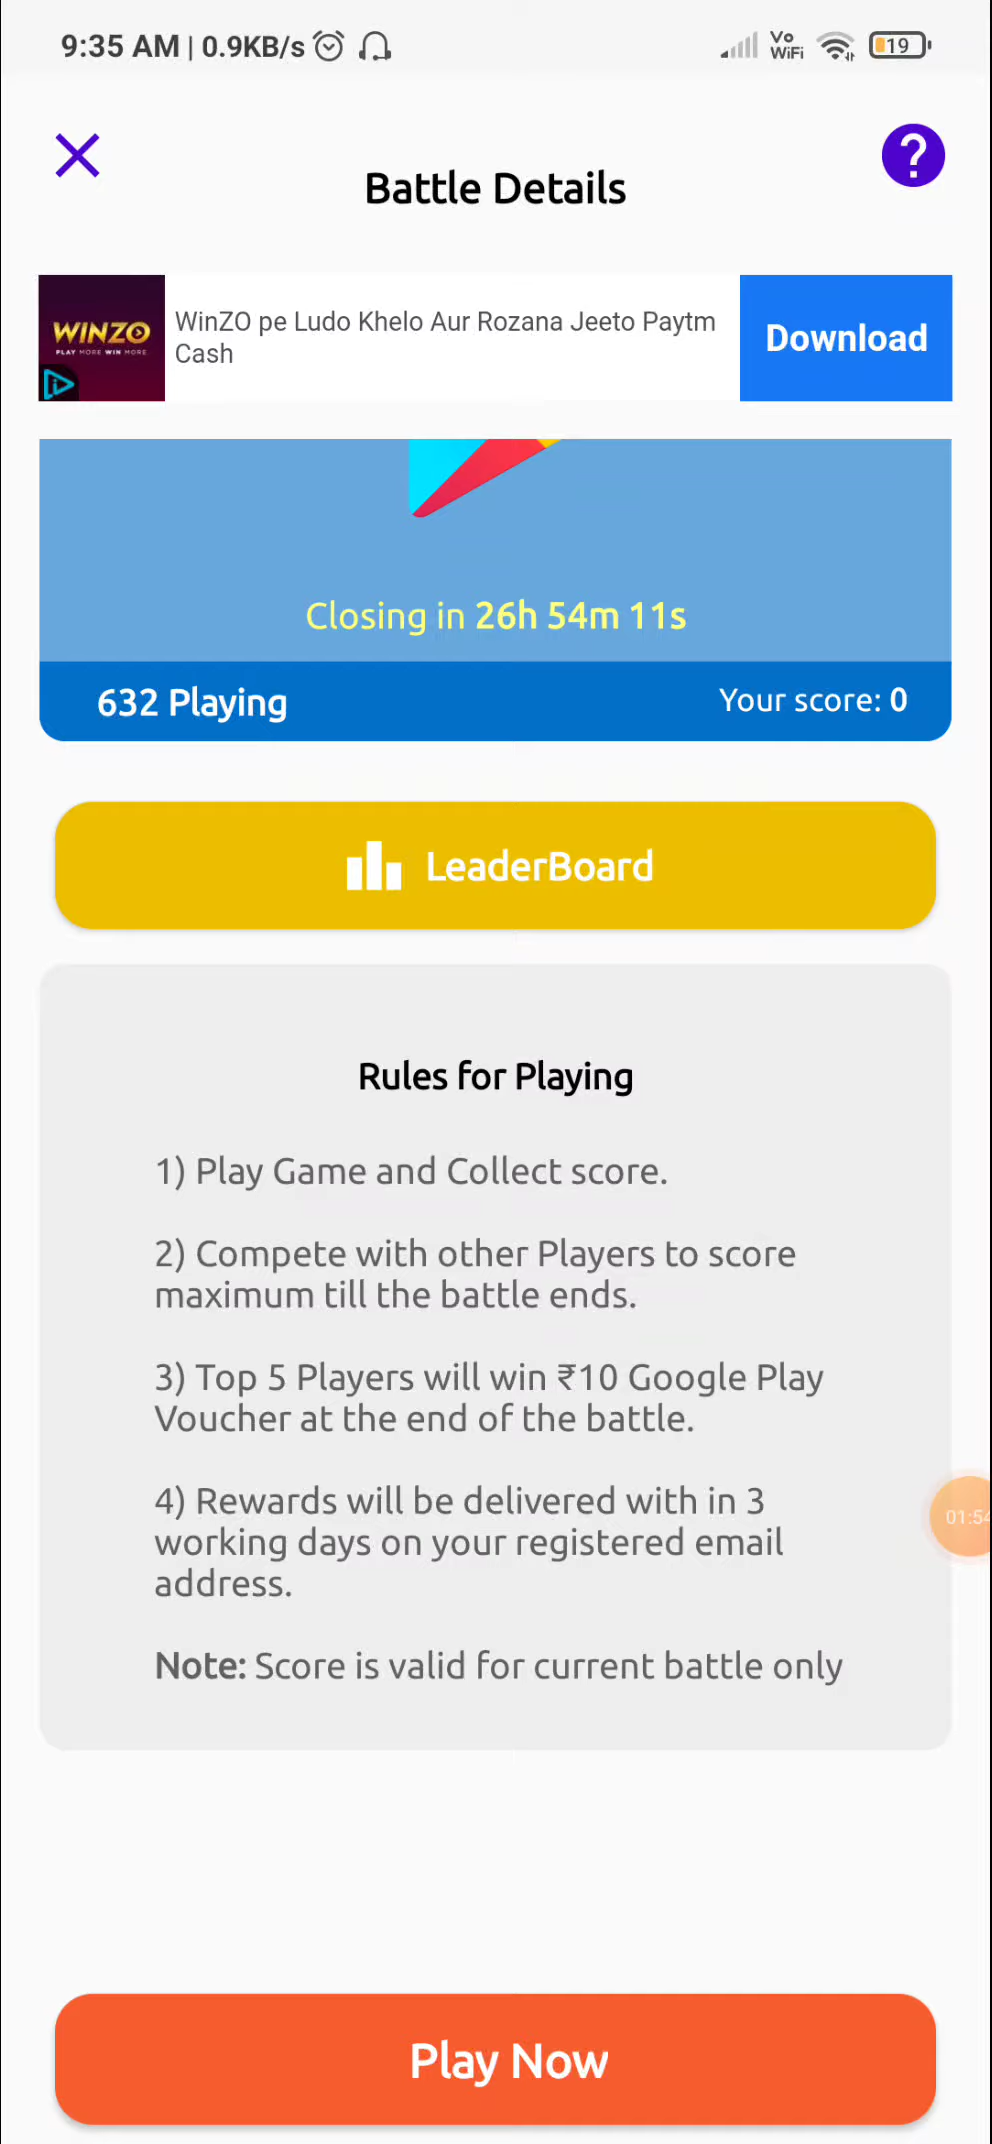 9:35 AM | 0.9KB/s
Vo
WiFi
19
Battle Details
WINZO
PLAY MORE WIN MORE
WinZO pe Ludo Khelo Aur Rozana Jeeto Paytm
Cash
Download
Closing in 26h 54m 11s
632 Playing
Your score: 0
LeaderBoard
Rules for Playing
1) Play Game and Collect score.
2) Compete with other Players to score
maximum till the battle ends.
3) Top 5 Players will win ₹10 Google Play
Voucher at the end of the battle.
4) Rewards will be delivered with in 3
working days on your registered email
address.
01:54
Note: Score is valid for current battle only
Play Now